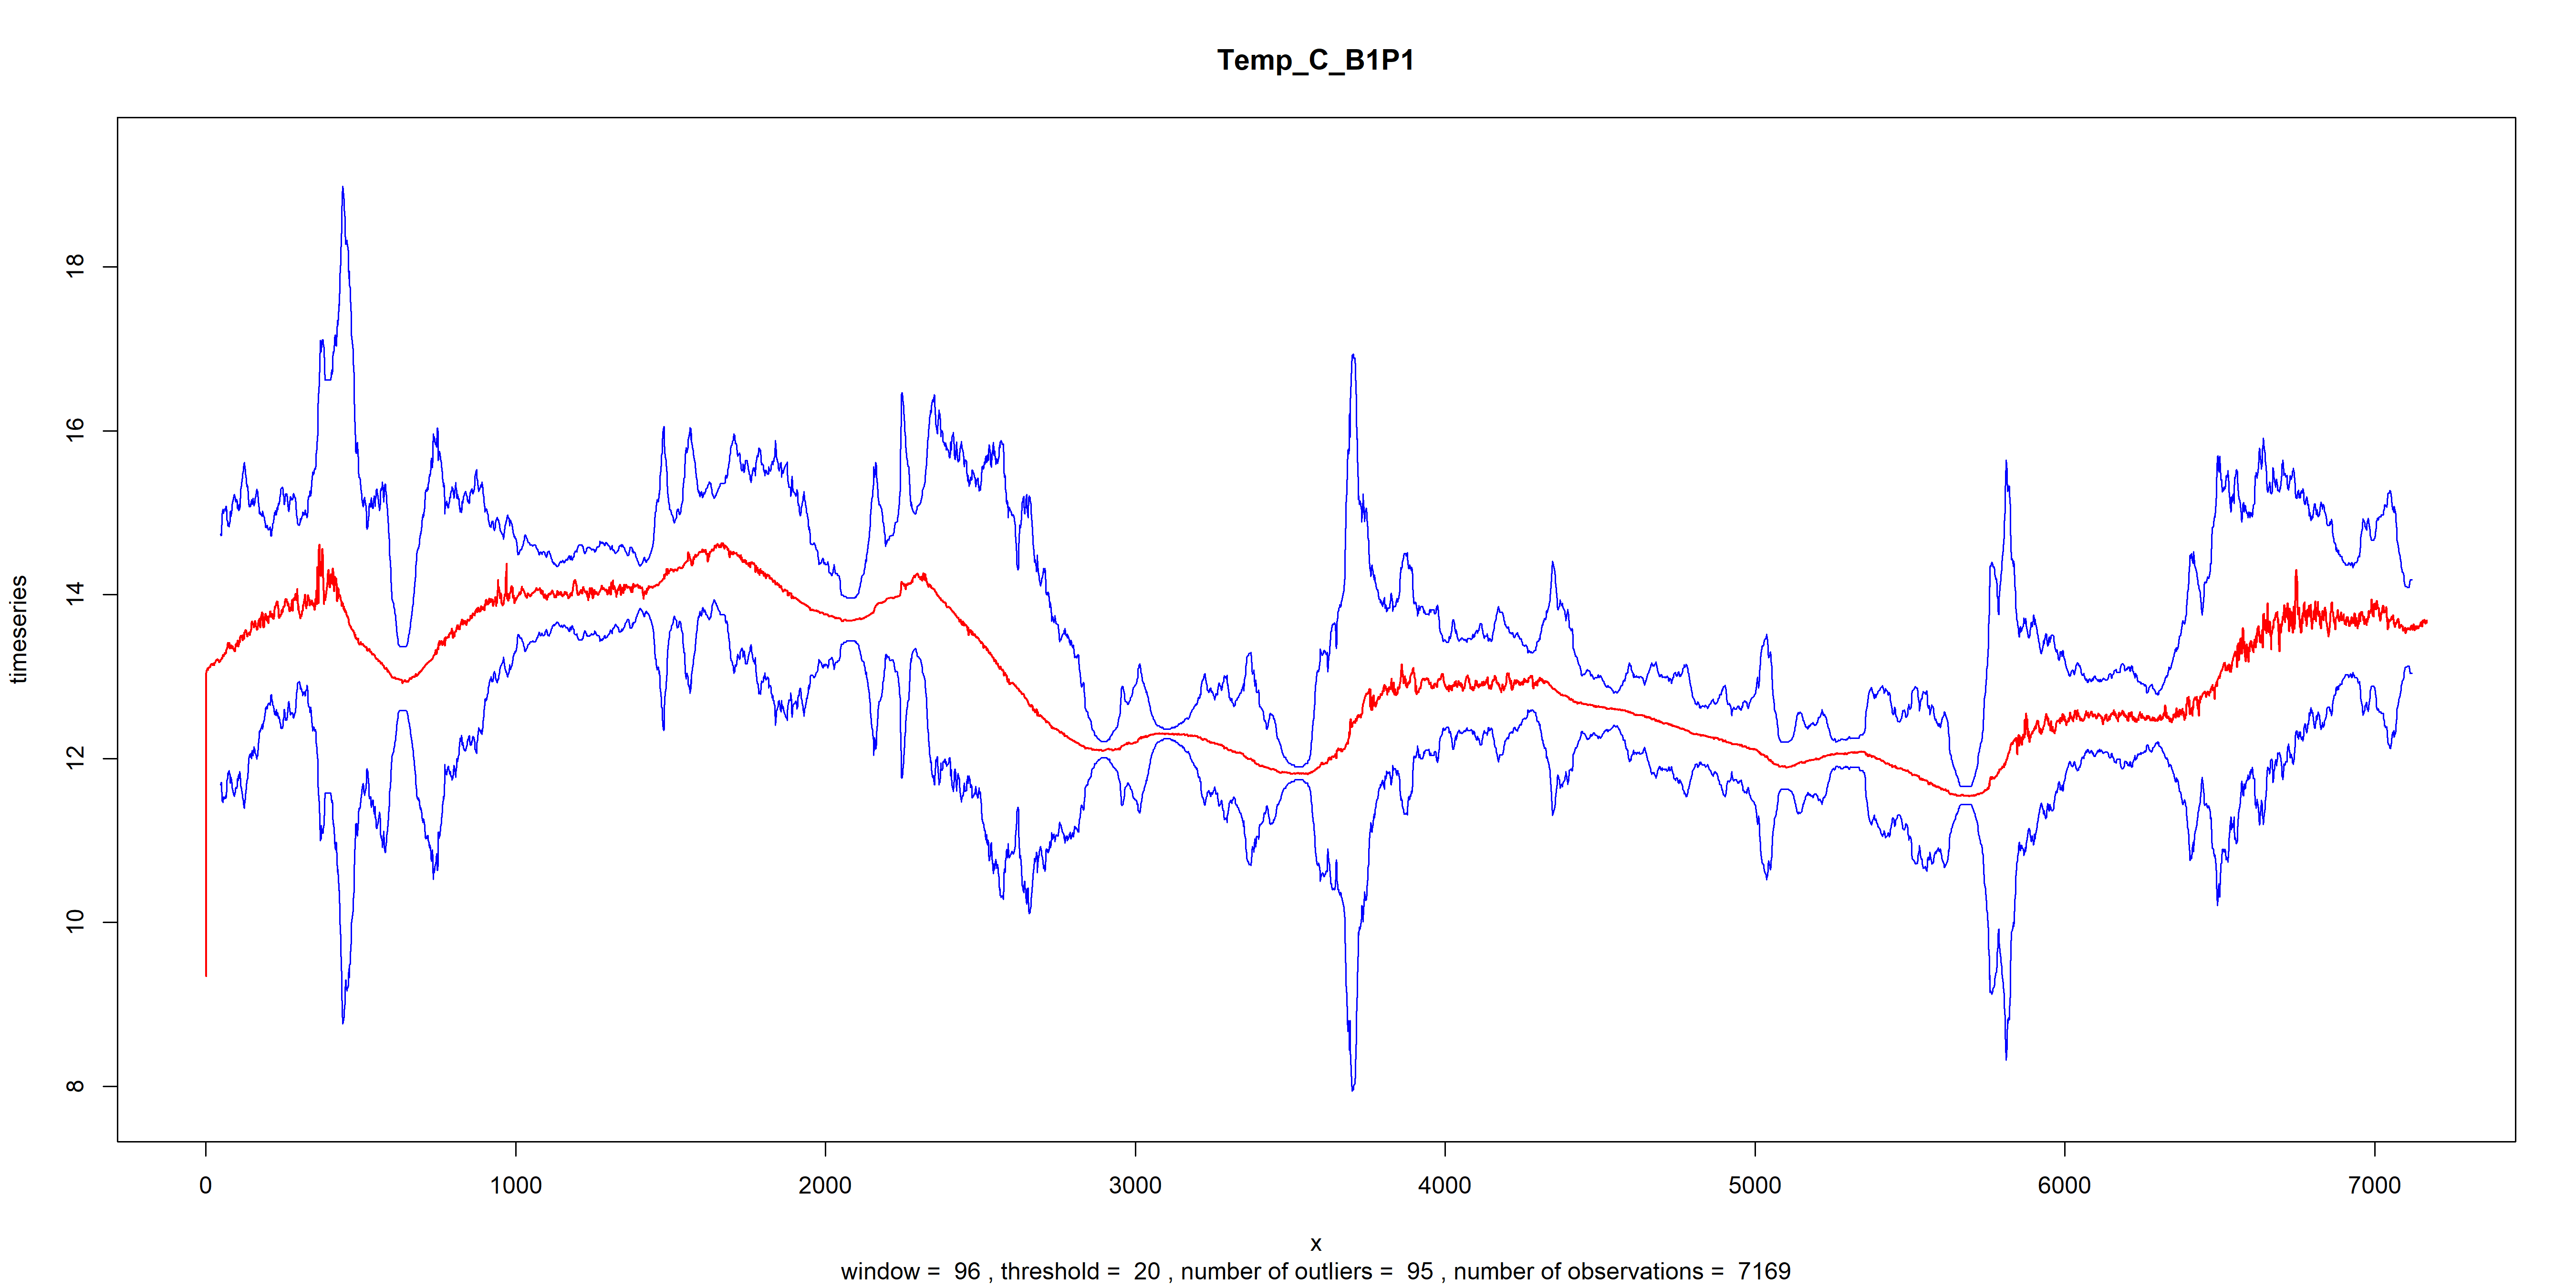 Temp_C_B1P1
timeseries
18
16
14
12
10
8
0 1000 2000 3000 4000 5000 6000 7000
x
window =  96 , threshold =  20 , number of outliers =  95 , number of observations =  7169